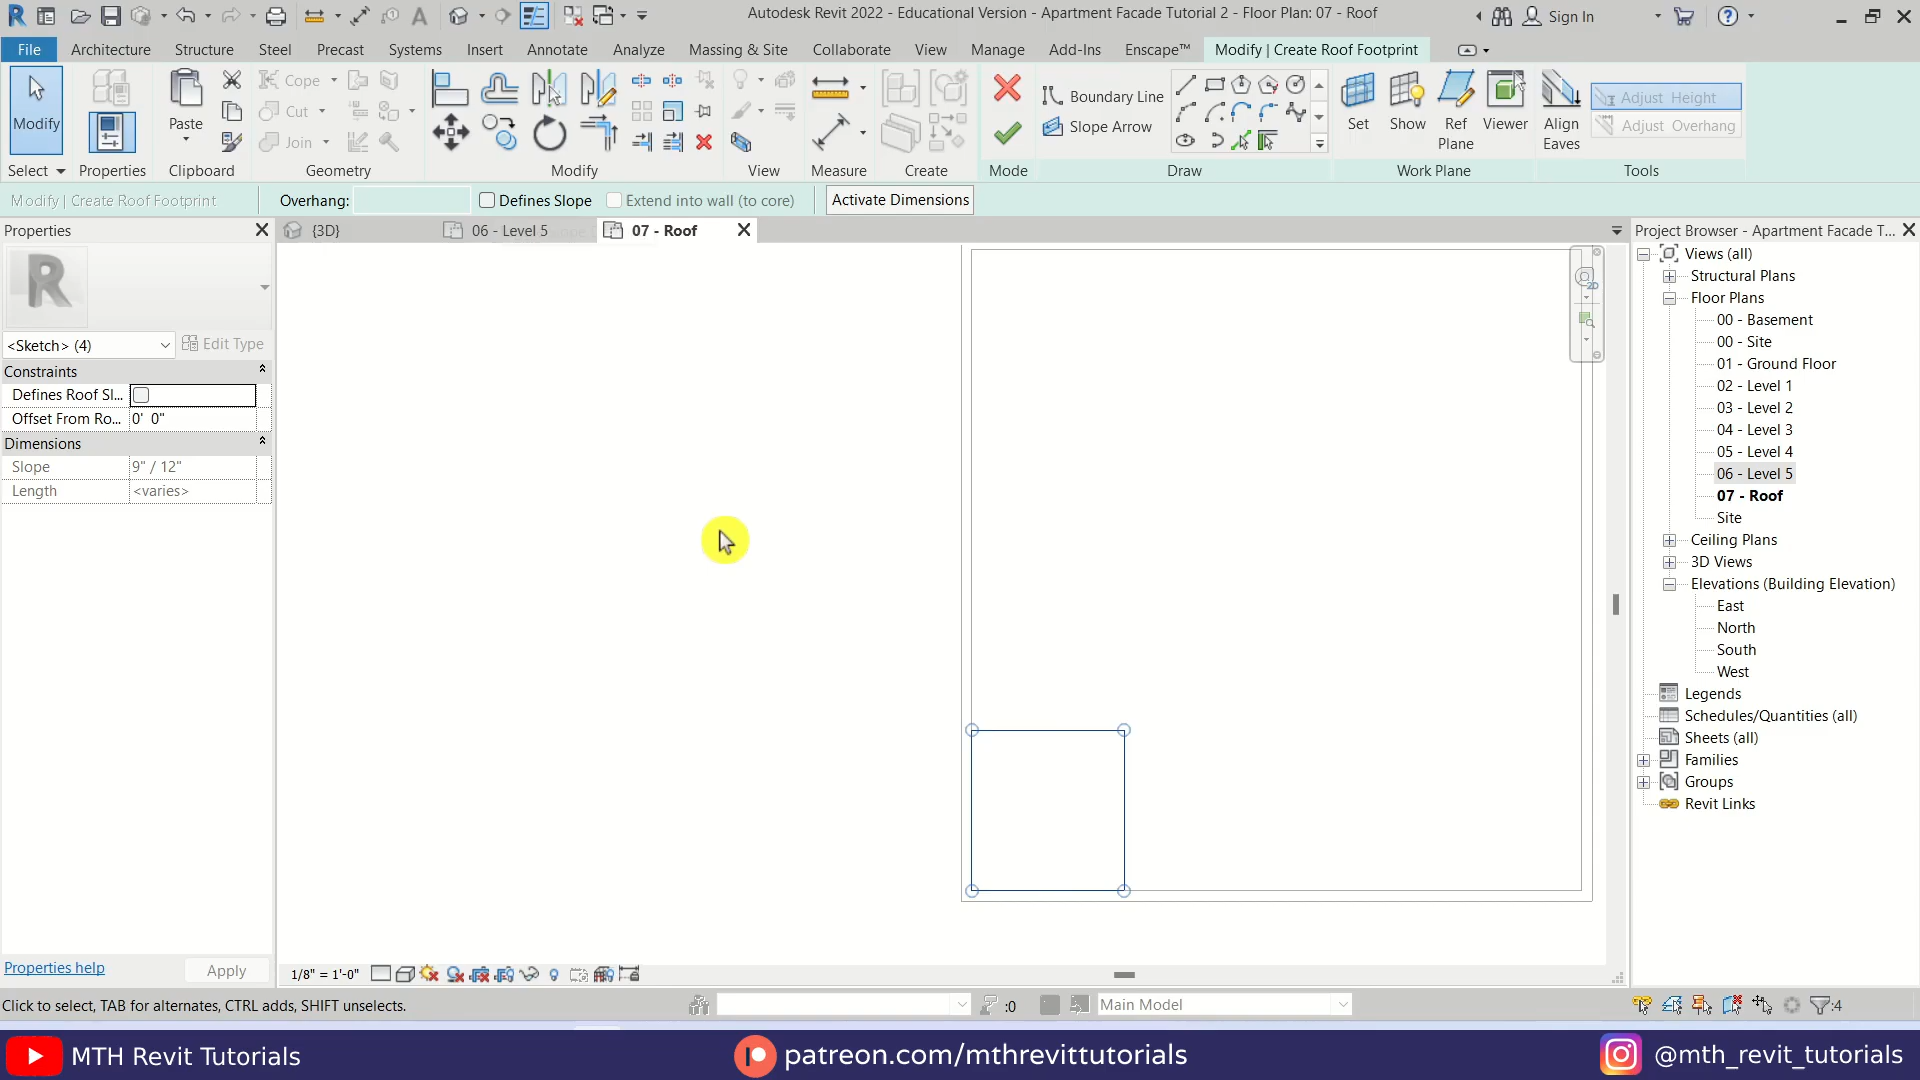 Autodesk Revit 2022 - Educational Version - Apartment Facade Tutorial 2 - Floor Plan: 07 - Roof
Sign In
File Architecture Structure Steel Precast Systems Insert Annotate Analyze Massing & Site Collaborate View Manage Add-Ins Enscape™ Modify | Create Roof Footprint
Modify
Paste
Cope
Cut
Join
Boundary Line
Slope Arrow
Set
Show
Ref Plane
Viewer
Align Eaves
Adjust Height
Adjust Overhang
Select Properties Clipboard Geometry Modify View Measure Create Mode Draw Work Plane Tools
Modify | Create Roof Footprint Overhang: Defines Slope Extend into wall (to core) Activate Dimensions
Properties
{3D}
06 - Level 5
07 - Roof
Project Browser - Apartment Facade T...
R
<Sketch> (4)
Edit Type
Constraints
Defines Roof Sl...
Offset From Ro... 0' 0"
Dimensions
Slope 9" / 12"
Length <varies>
Views (all)
Structural Plans
Floor Plans
00 - Basement
00 - Site
01 - Ground Floor
02 - Level 1
03 - Level 2
04 - Level 3
05 - Level 4
06 - Level 5
07 - Roof
Site
Ceiling Plans
3D Views
Elevations (Building Elevation)
East
North
South
West
Legends
Schedules/Quantities (all)
Sheets (all)
Families
Groups
Revit Links
2D
Properties help
Apply
1/8" = 1'-0"
Click to select, TAB for alternates, CTRL adds, SHIFT unselects.
:0
Main Model
:4
MTH Revit Tutorials
patreon.com/mthrevittutorials
@mth_revit_tutorials